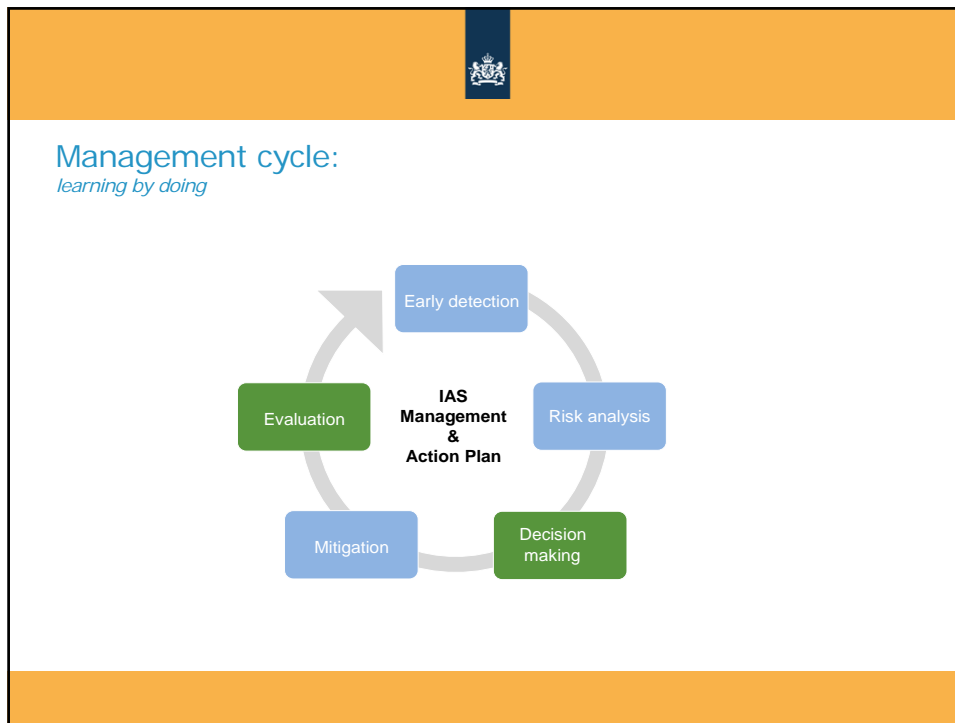 Management cycle:
learning by doing
Early detection
Risk analysis
Decision
making
Mitigation
Evaluation
IAS
Management
&
Action Plan